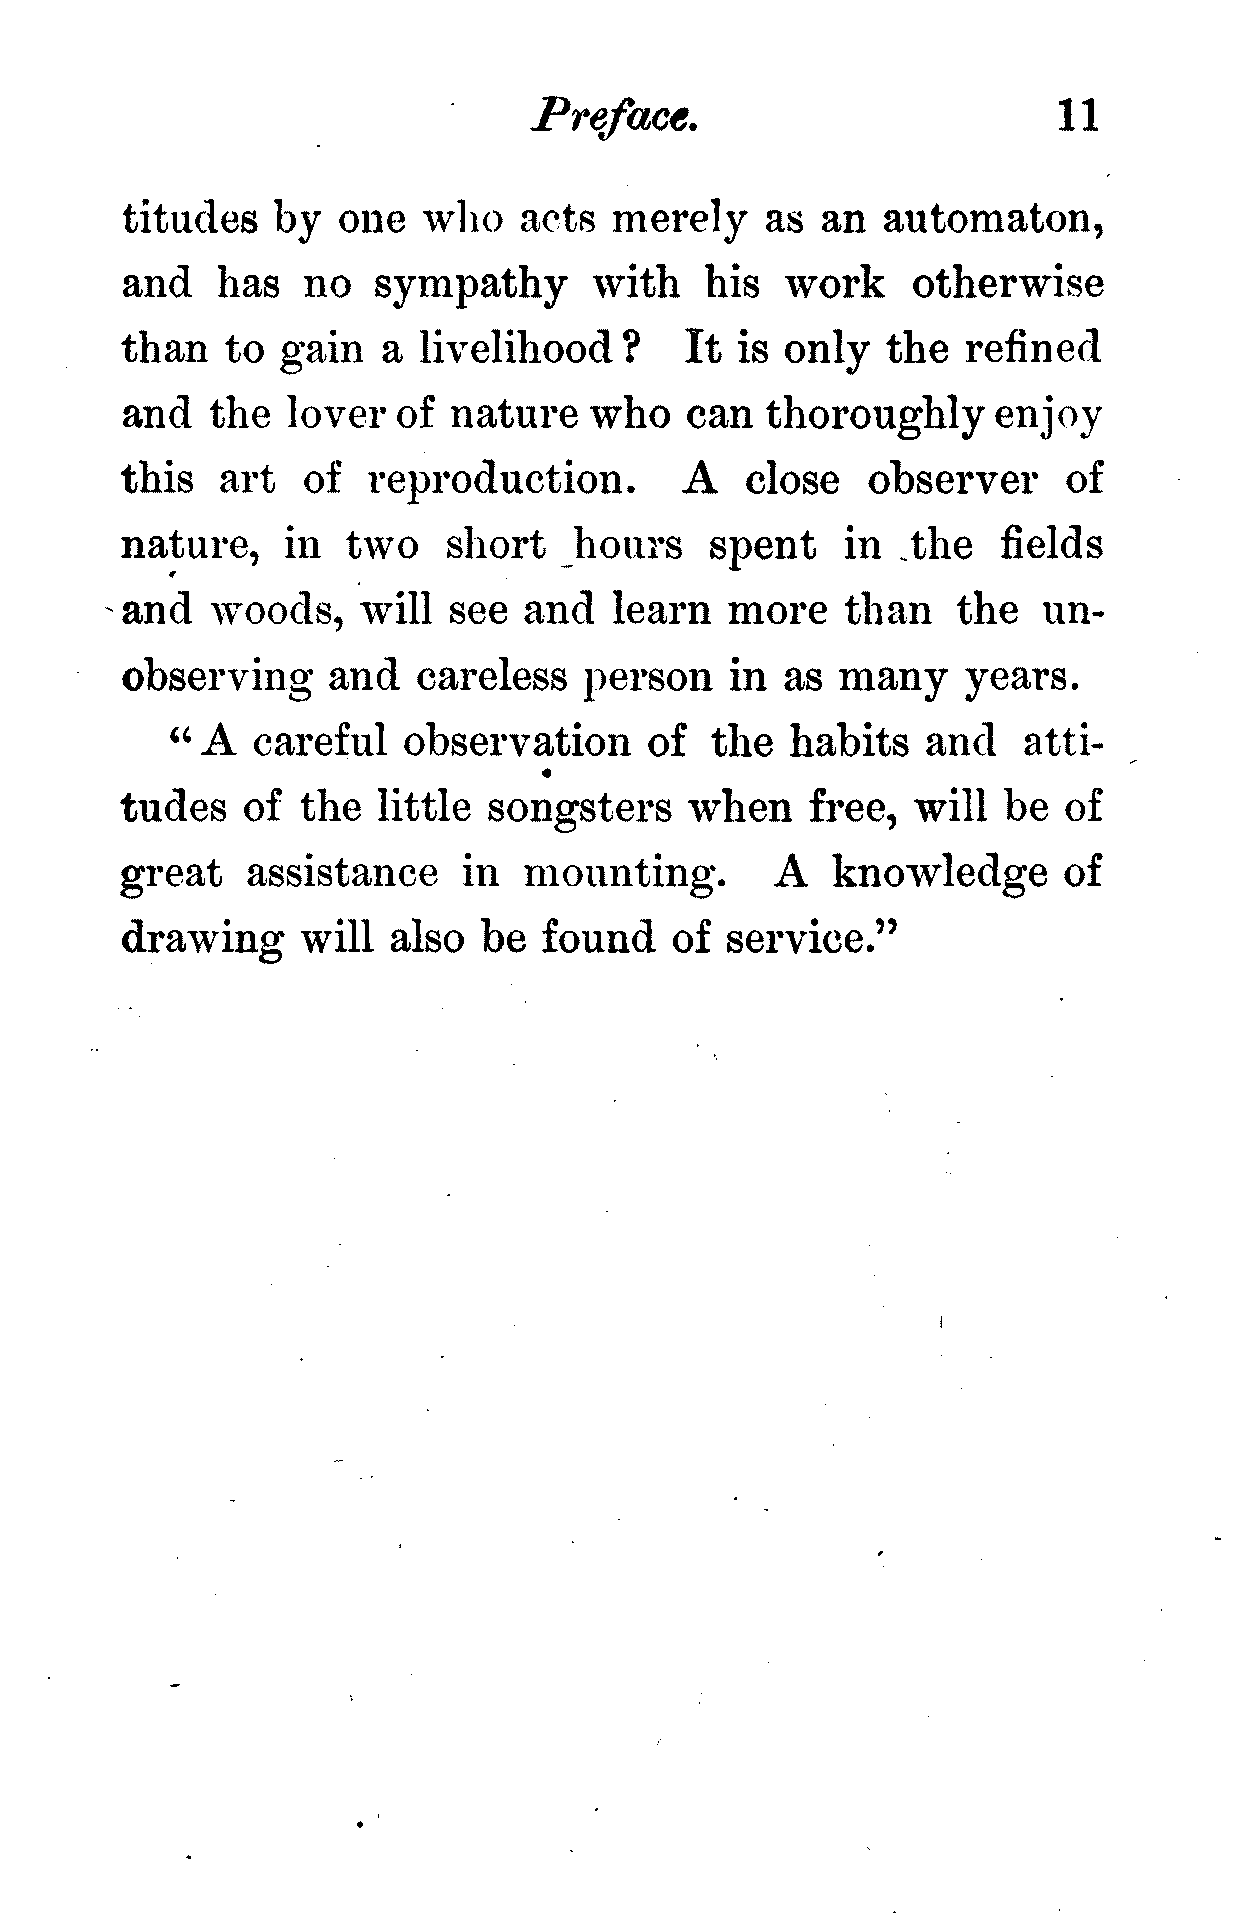 Preface. 11
titudes by one who acts merely as an automaton,
and has no sympathy with his work otherwise
than to gain a livelihood? It is only the refined
and the lover of nature who can thoroughly enjoy
this art of reproduction. A close observer of
nature, in two short hours spent in the fields
and woods, will see and learn more than the un-
observing and careless person in as many years.
“A careful observation of the habits and atti-
tudes of the little songsters when free, will be of
great assistance in mounting. A knowledge of
drawing will also be found of service.”